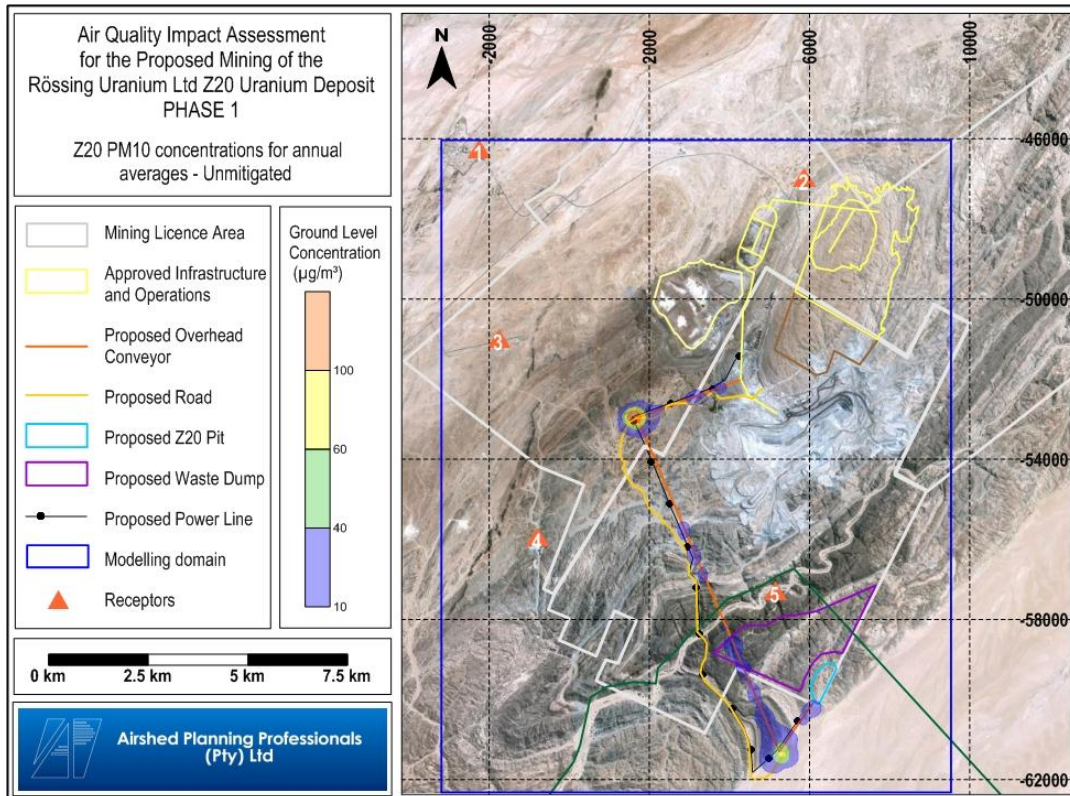 Air Quality Impact Assessment
for the Proposed Mining of the
Rössing Uranium Ltd Z20 Uranium Deposit
PHASE 1
Z20 PM10 concentrations for annual
averages - Unmitigated
Mining Licence Area
Approved Infrastructure
and Operations
Proposed Overhead
Conveyor
Proposed Road
Proposed Z20 Pit
Proposed Waste Dump
Proposed Power Line
Modelling domain
Receptors
Ground Level
Concentration
(µg/m³)
100
60
40
10
0 km 2.5 km 5 km 7.5 km
Airshed Planning Professionals
(Pty) Ltd
N
-2000 2000 6000 10000
-46000
-50000
-54000
-58000
-62000
1
2
3
4
5